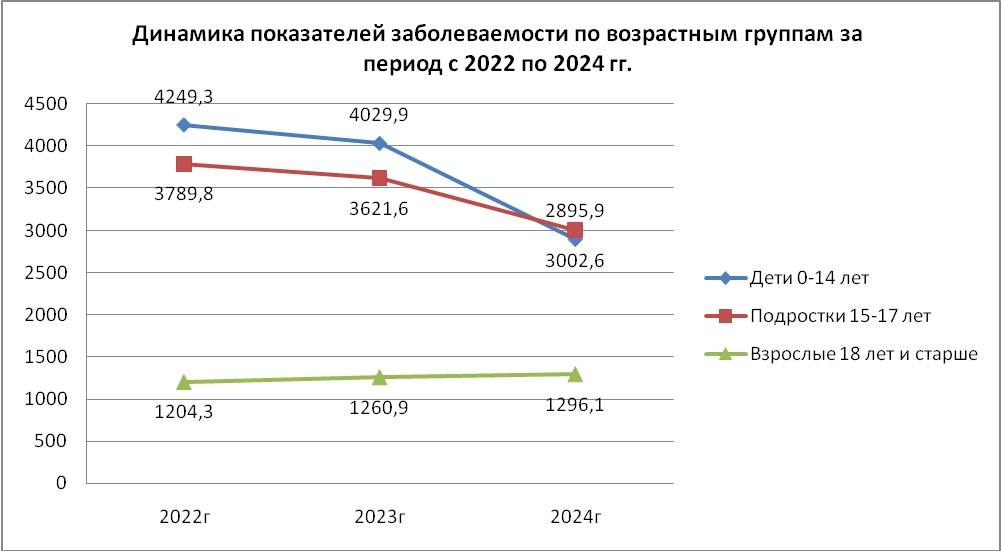 Динамика показателей заболеваемости по возрастным группам за
период с 2022 по 2024 гг.
4500
4000
3500
3000
2500
2000
1500
1000
500
0
4249,3
4029,9
2895,9
3789,8
3621,6
3002,6
1204,3
1260,9
1296,1
2022г
2023г
2024г
Дети 0-14 лет
Подростки 15-17 лет
Взрослые 18 лет и старше